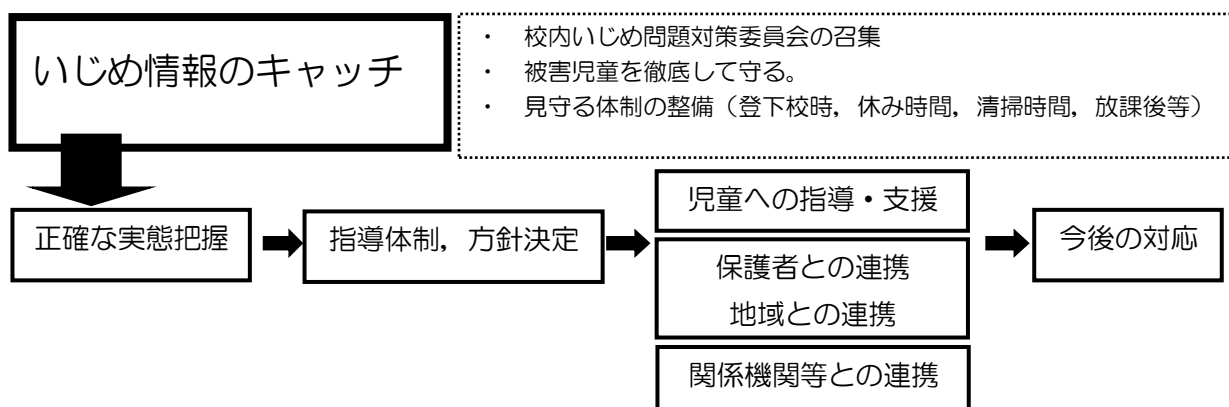 いじめ情報のキャッチ
・ 校内いじめ問題対策委員会の召集
・ 被害児童を徹底して守る。
・ 見守る体制の整備(登下校時，休み時間，清掃時間，放課後等)
正確な実態把握
指導体制，方針決定
児童への指導・支援
保護者との連携
地域との連携
関係機関等との連携
今後の対応